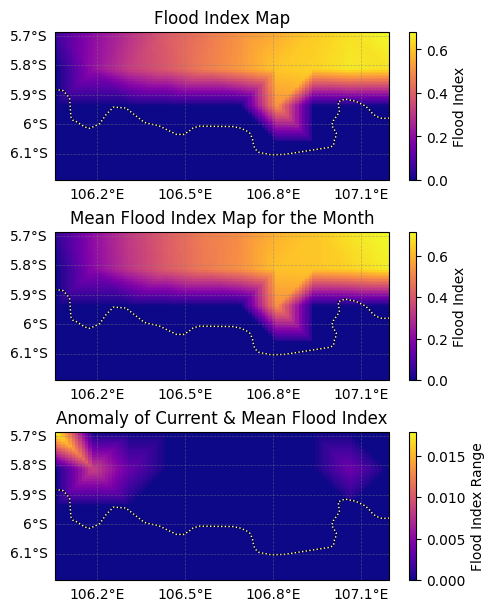 Flood Index Map
5.7°S
5.8°S
5.9°S
6°S
6.1°S
106.2°E 106.5°E 106.8°E 107.1°E
0.6
0.4
0.2
0.0
Flood Index
Mean Flood Index Map for the Month
5.7°S
5.8°S
5.9°S
6°S
6.1°S
106.2°E 106.5°E 106.8°E 107.1°E
0.6
0.4
0.2
0.0
Flood Index
Anomaly of Current & Mean Flood Index
5.7°S
5.8°S
5.9°S
6°S
6.1°S
106.2°E 106.5°E 106.8°E 107.1°E
0.015
0.010
0.005
0.000
Flood Index Range